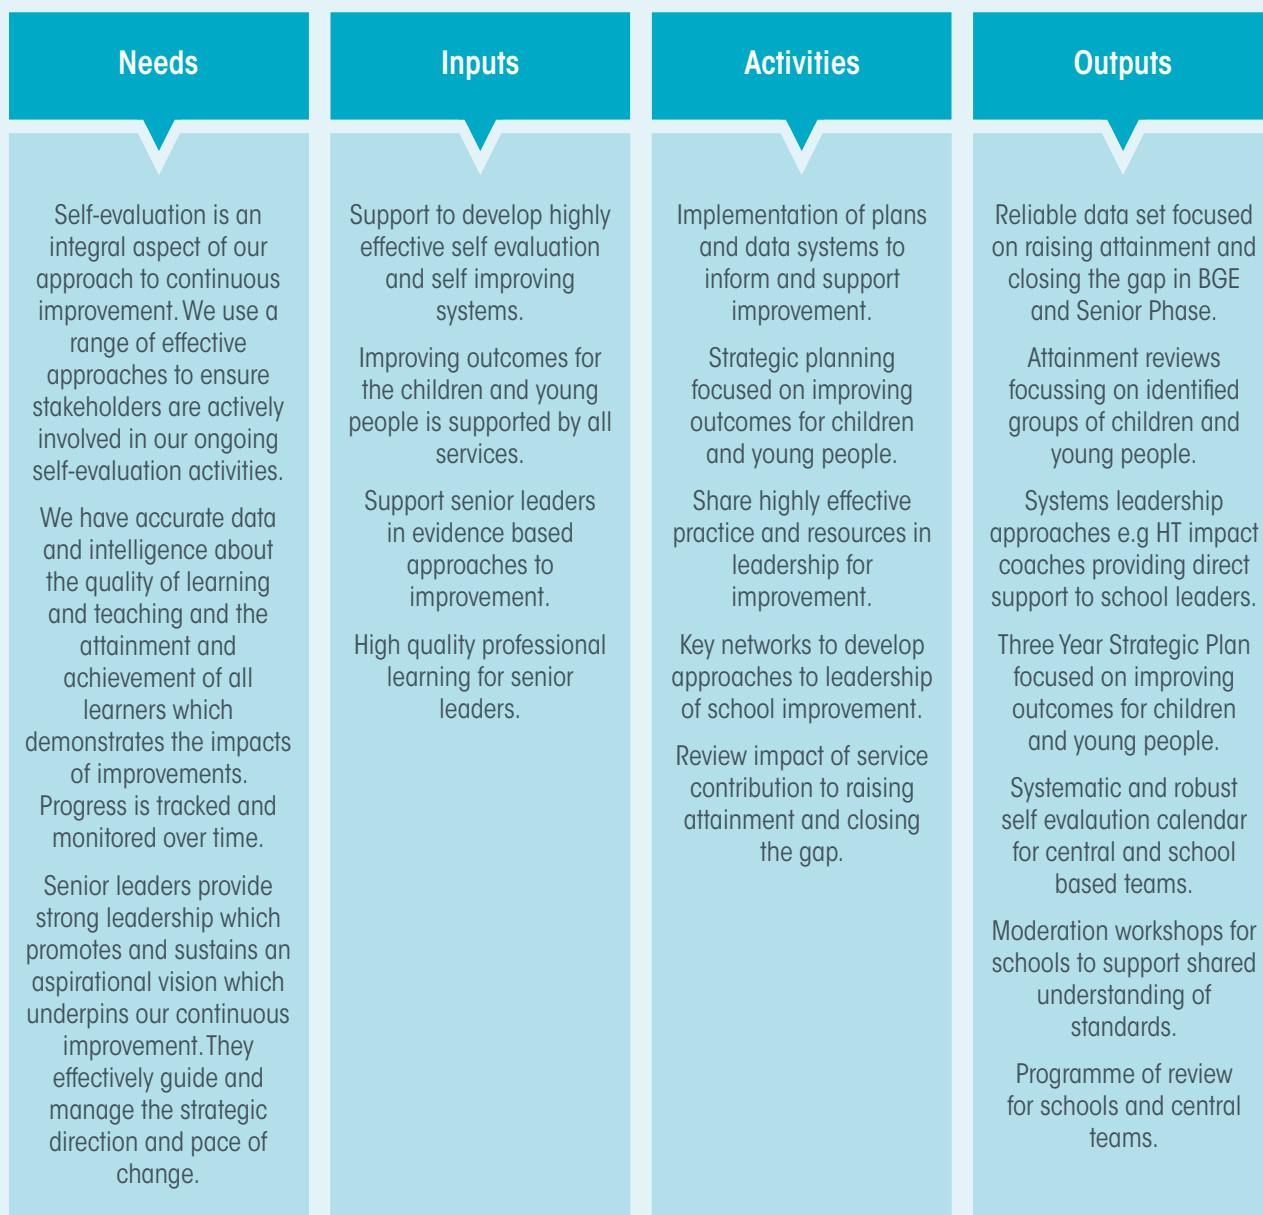 Needs
Self-evaluation is an
integral aspect of our
approach to continuous
improvement. We use a
range of effective
approaches to ensure
stakeholders are actively
involved in our ongoing
self-evaluation activities.
We have accurate data
and intelligence about
the quality of learning
and teaching and the
attainment and
achievement of all
learners which
demonstrates the impacts
of improvements.
Progress is tracked and
monitored over time.
Senior leaders provide
strong leadership which
promotes and sustains an
aspirational vision which
underpins our continuous
improvement. They
effectively guide and
manage the strategic
direction and pace of
change.
Inputs
Support to develop highly
effective self evaluation
and self improving
systems.
Improving outcomes for
the children and young
people is supported by all
services.
Support senior leaders
in evidence based
approaches to
improvement.
High quality professional
learning for senior
leaders.
Activities
Implementation of plans
and data systems to
inform and support
improvement.
Strategic planning
focused on improving
outcomes for children
and young people.
Share highly effective
practice and resources in
leadership for
improvement.
Key networks to develop
approaches to leadership
of school improvement.
Review impact of service
contribution to raising
attainment and closing
the gap.
Outputs
Reliable data set focused
on raising attainment and
closing the gap in BGE
and Senior Phase.
Attainment reviews
focussing on identified
groups of children and
young people.
Systems leadership
approaches e.g HT impact
coaches providing direct
support to school leaders.
Three Year Strategic Plan
focused on improving
outcomes for children
and young people.
Systematic and robust
self evalaution calendar
for central and school
based teams.
Moderation workshops for
schools to support shared
understanding of
standards.
Programme of review
for schools and central
teams.